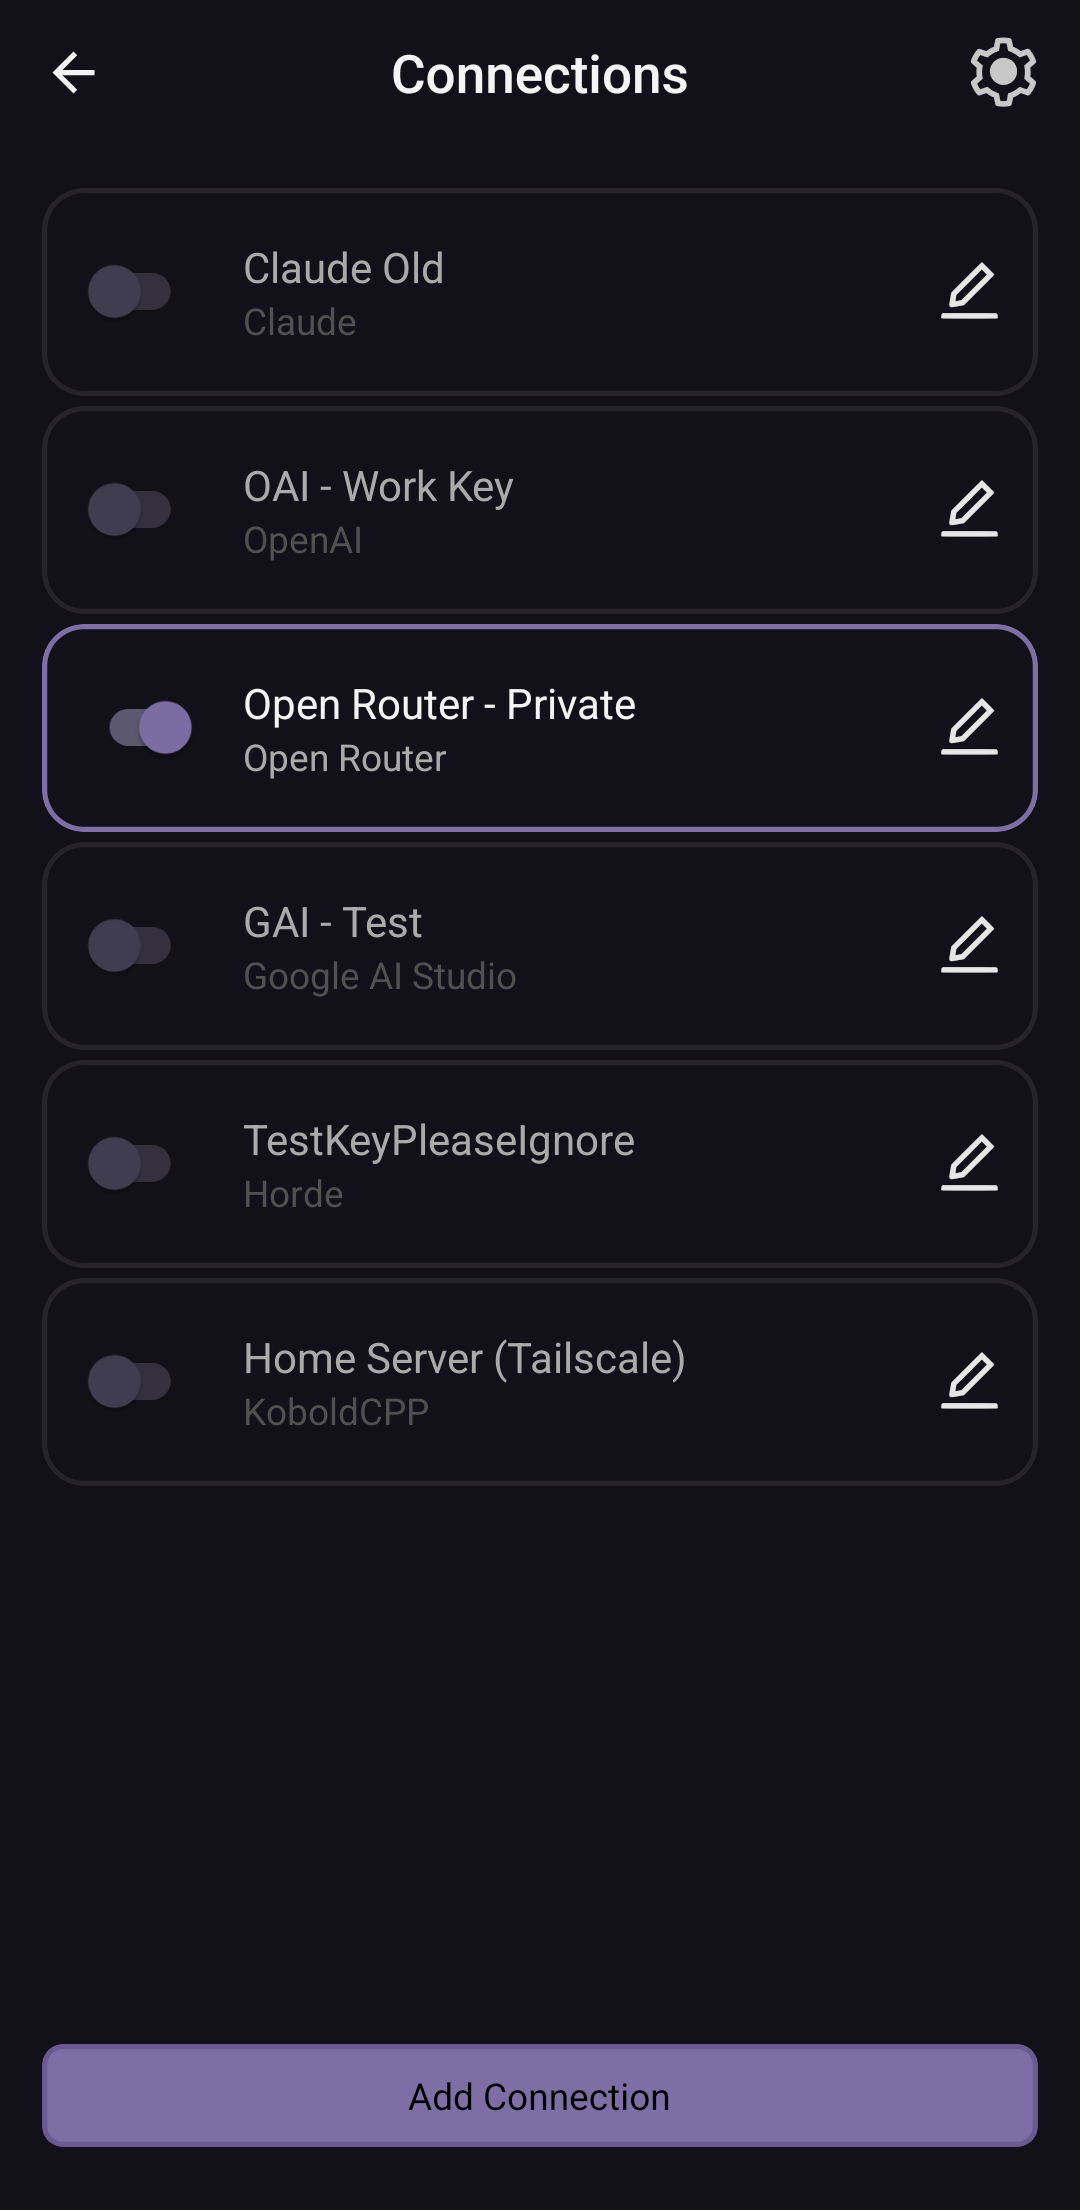 Connections
Claude Old
Claude
OAI - Work Key
OpenAI
Open Router - Private
Open Router
GAI - Test
Google AI Studio
TestKeyPleaseIgnore
Horde
Home Server (Tailscale)
KoboldCPP
Add Connection